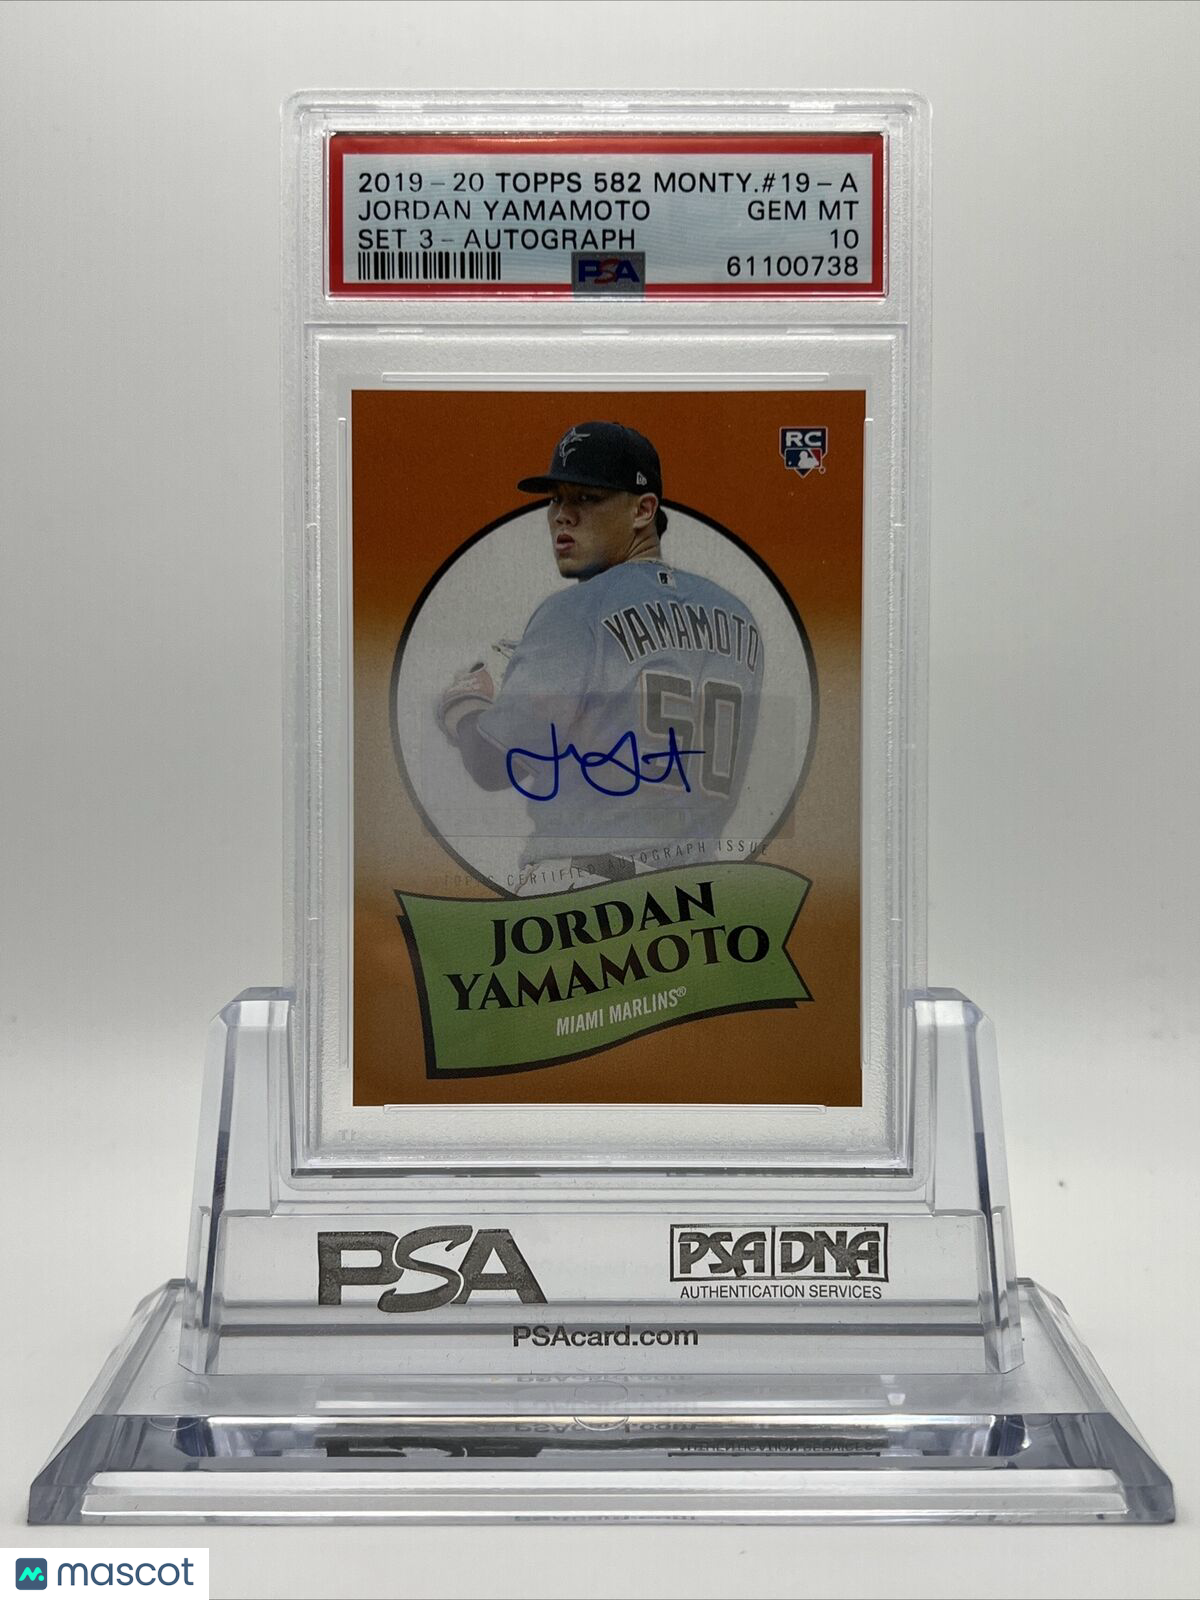 2019-20 TOPPS 582 MONTY.#19-A
JORDAN YAMAMOTO GEM MT
SET 3-AUTOGRAPH 10
PSA 61100738
RC
YAMAMOTO
50
TOPPS CERTIFIED AUTOGRAPH ISSUE
JORDAN
YAMAMOTO
MIAMI MARLINS®
PSA PSA DNA
AUTHENTICATION SERVICES
PSAcard.com
mascot